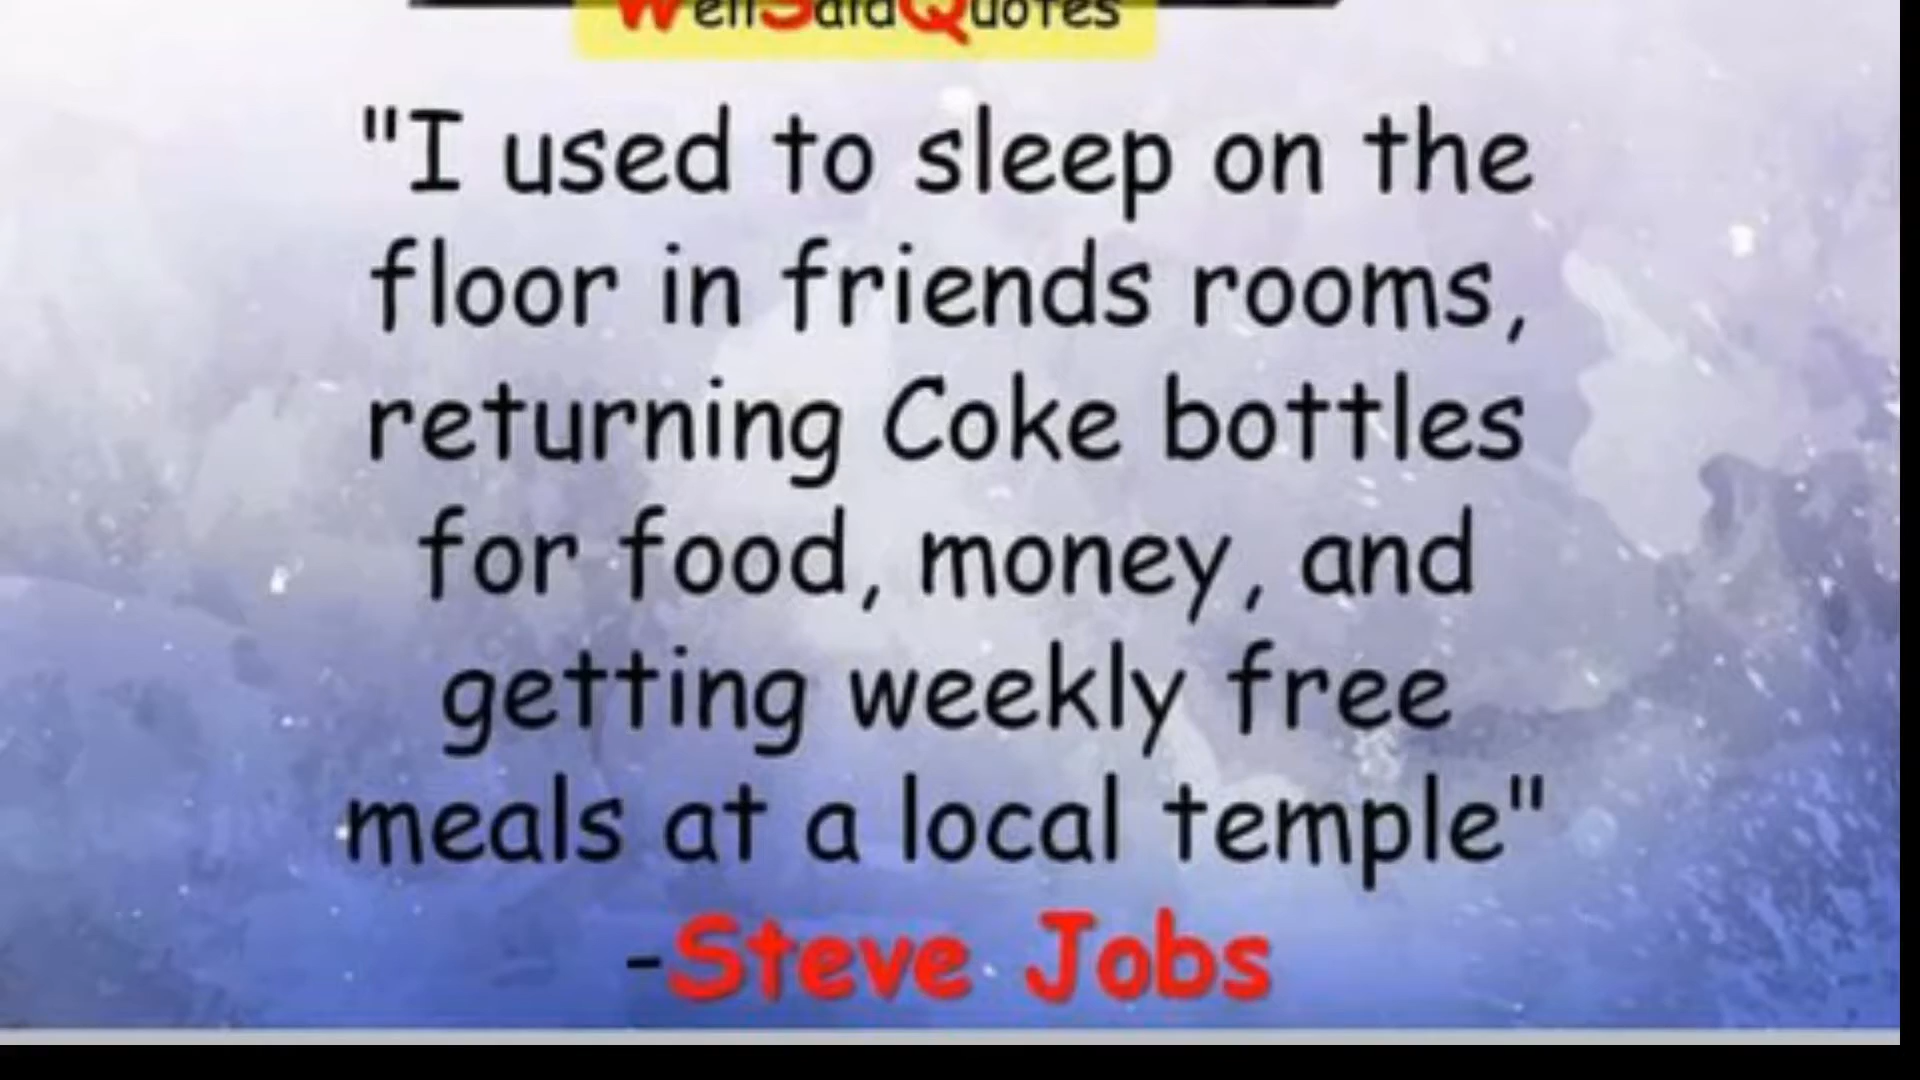 WellSaidQuotes
"I used to sleep on the
floor in friends rooms,
returning Coke bottles
for food, money, and
getting weekly free
meals at a local temple"
-Steve Jobs